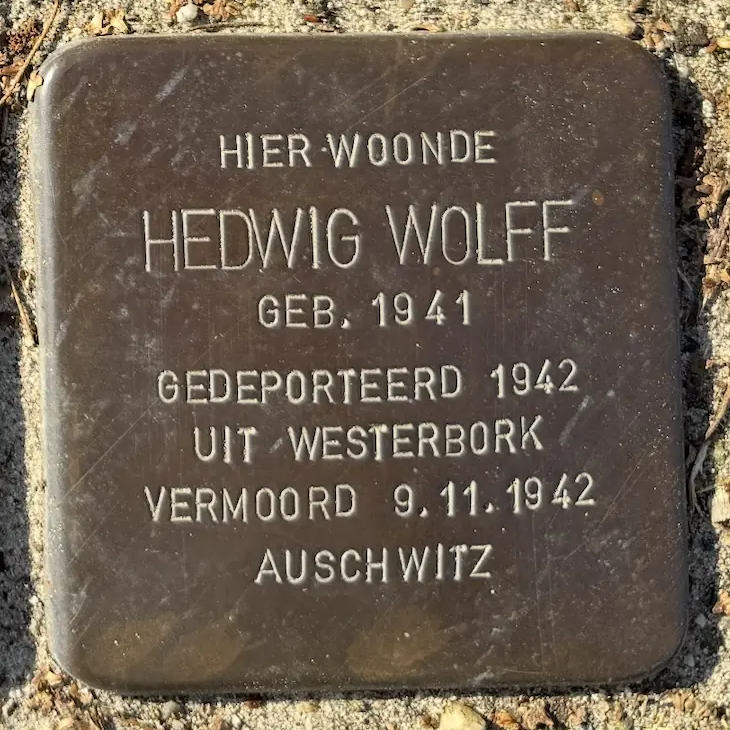 HIER WOONDE
HEDWIG WOLFF
GEB. 1941
GEDEPORTEERD 1942
UIT WESTERBORK
VERMOORD 9.11.1942
AUSCHWITZ